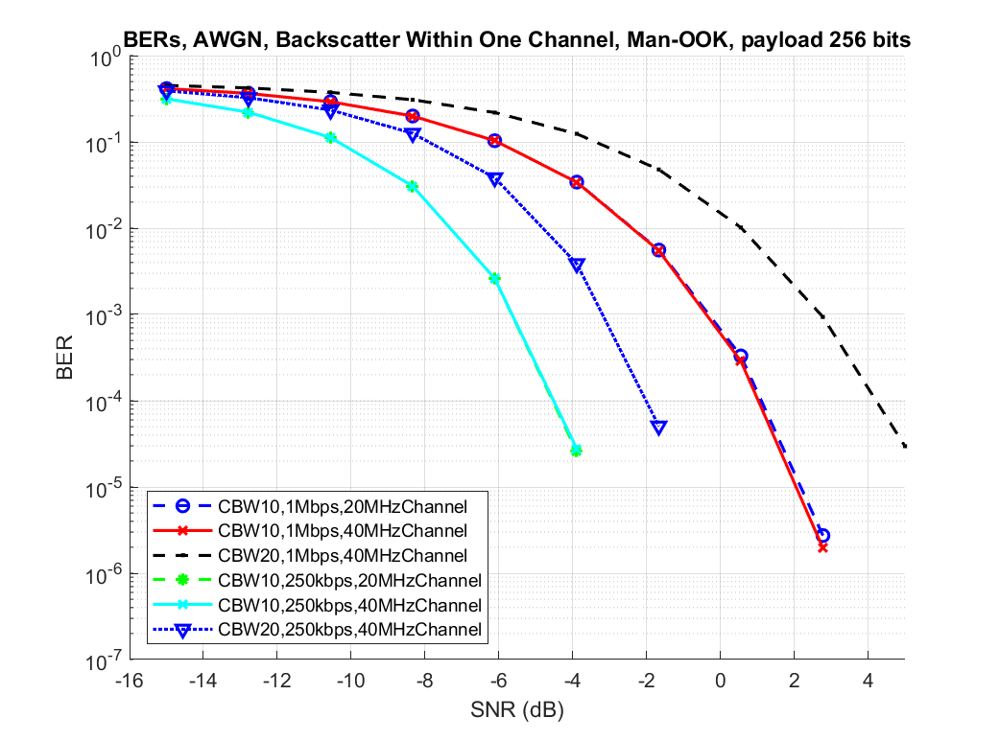 BERs, AWGN, Backscatter Within One Channel, Man-OOK, payload 256 bits
10^0
10^-1
10^-2
10^-3
10^-4
10^-5
10^-6
10^-7
BER
CBW10,1Mbps,20MHzChannel
CBW10,1Mbps,40MHzChannel
CBW20,1Mbps,40MHzChannel
CBW10,250kbps,20MHzChannel
CBW10,250kbps,40MHzChannel
CBW20,250kbps,40MHzChannel
-16 -14 -12 -10 -8 -6 -4 -2 0 2 4
SNR (dB)